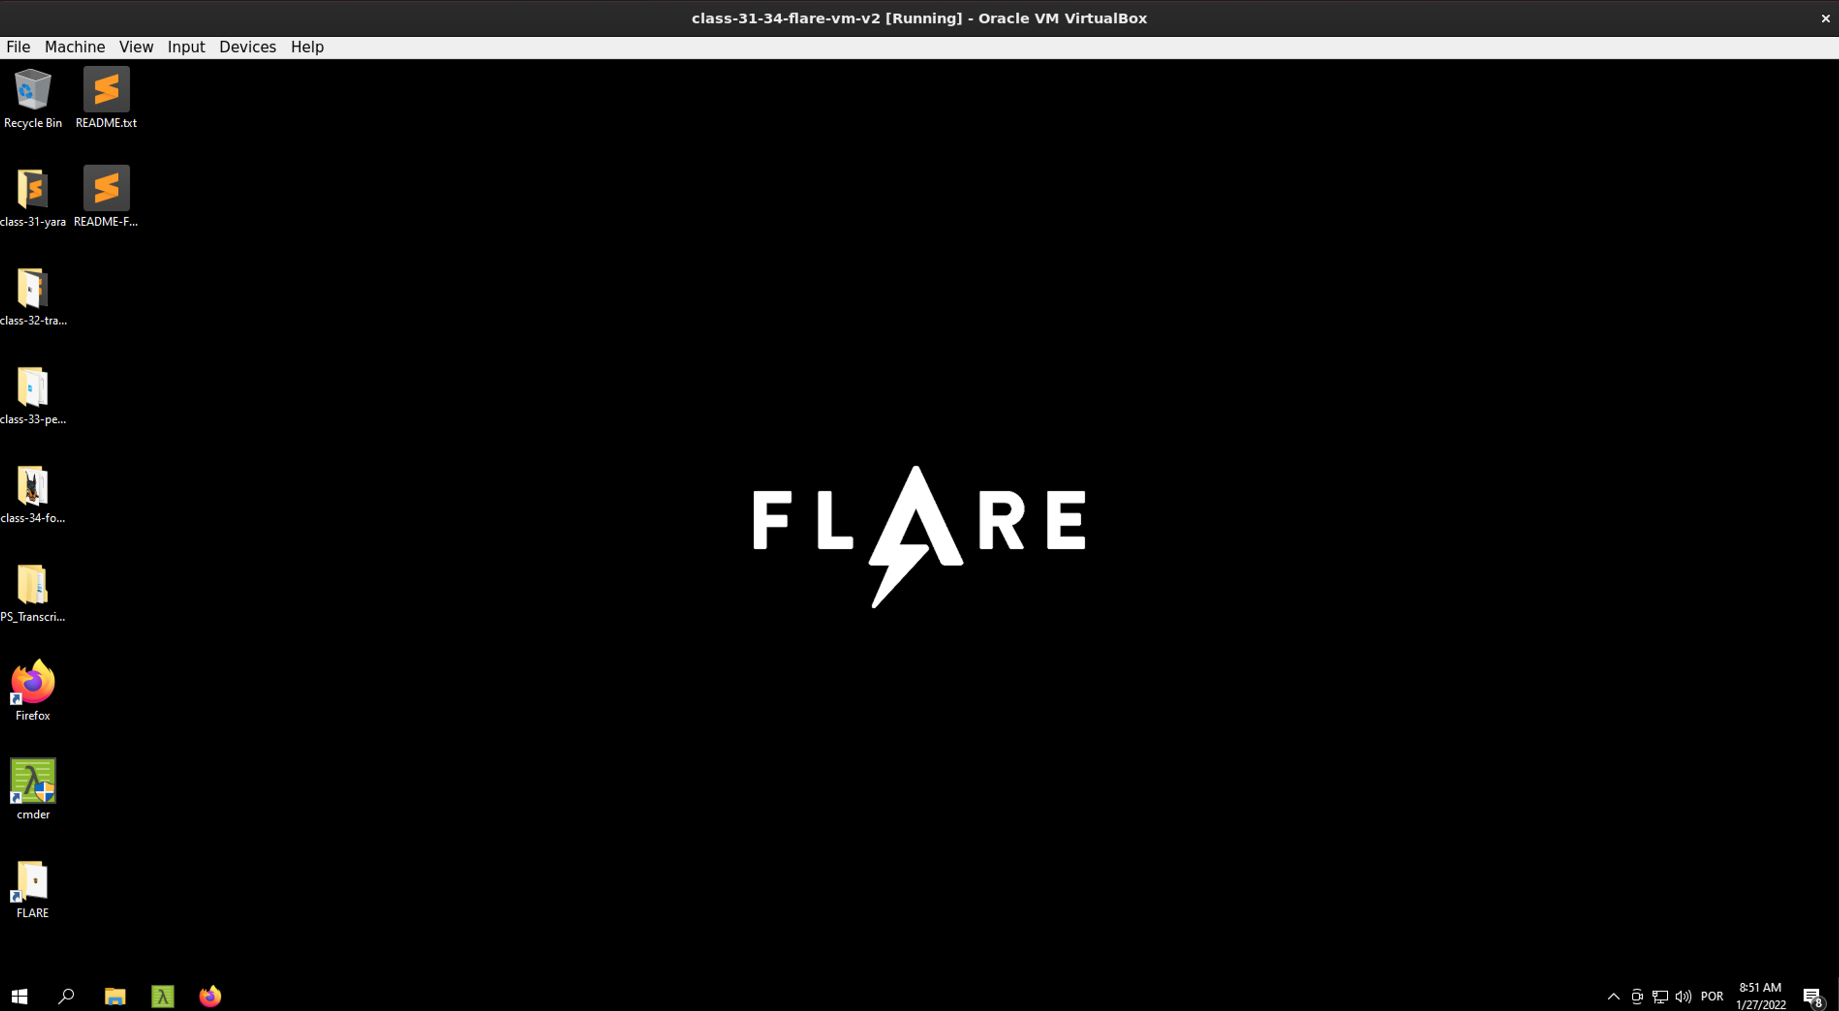 class-31-34-flare-vm-v2 [Running] - Oracle VM VirtualBox
File Machine View Input Devices Help
Recycle Bin
README.txt
class-31-yara
README-F...
class-32-tra...
class-33-pe...
class-34-fo...
PS_Transcri...
Firefox
cmder
FLARE
FLARE
POR
8:51 AM
1/27/2022
8